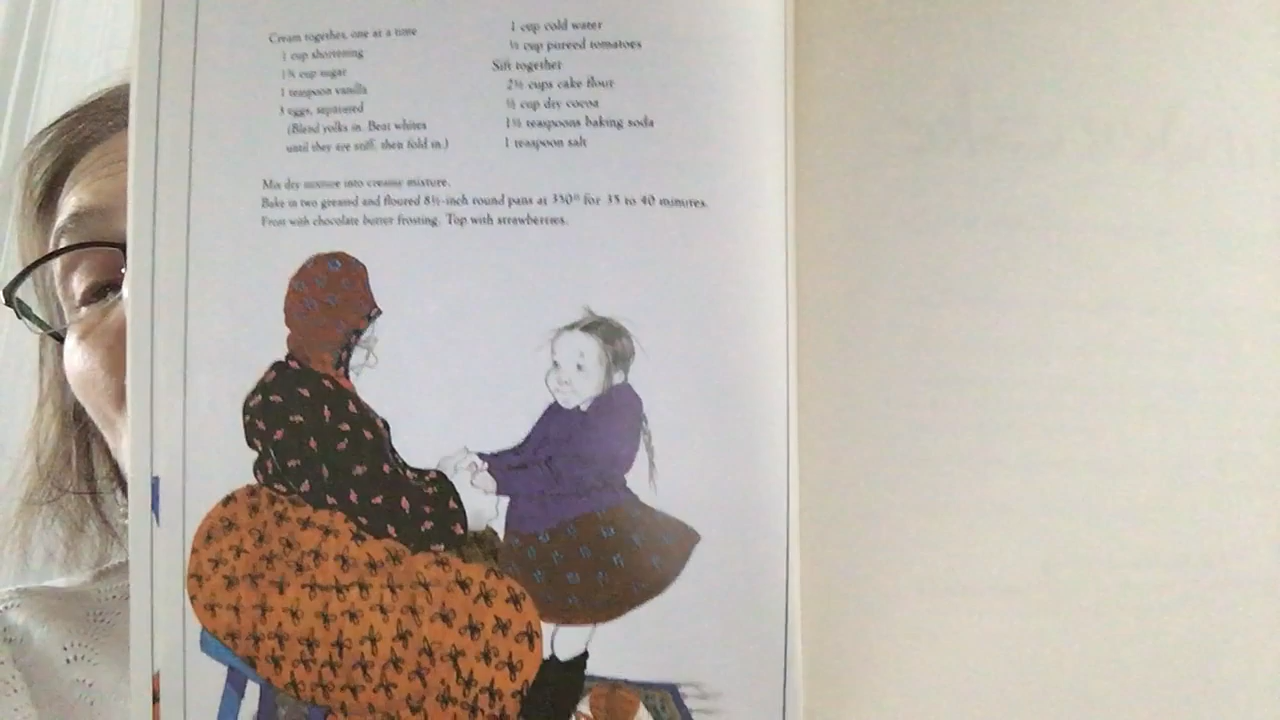 Cream together, one at a time
1 cup shortening
1¾ cup sugar
1 teaspoon vanilla
3 eggs, separated
(Blend yolks in. Beat whites
until they are stiff, then fold in.)
1 cup cold water
cup pureed tomatoes
Sift together
2½ cups cake flour
½ cup dry cocoa
1½ teaspoons baking soda
1 teaspoon salt
Mix dry mixture into creamy mixture.
Bake in two greased and floured 8½-inch round pans at 350° for 35 to 40 minutes.
Frost with chocolate butter frosting. Top with strawberries.